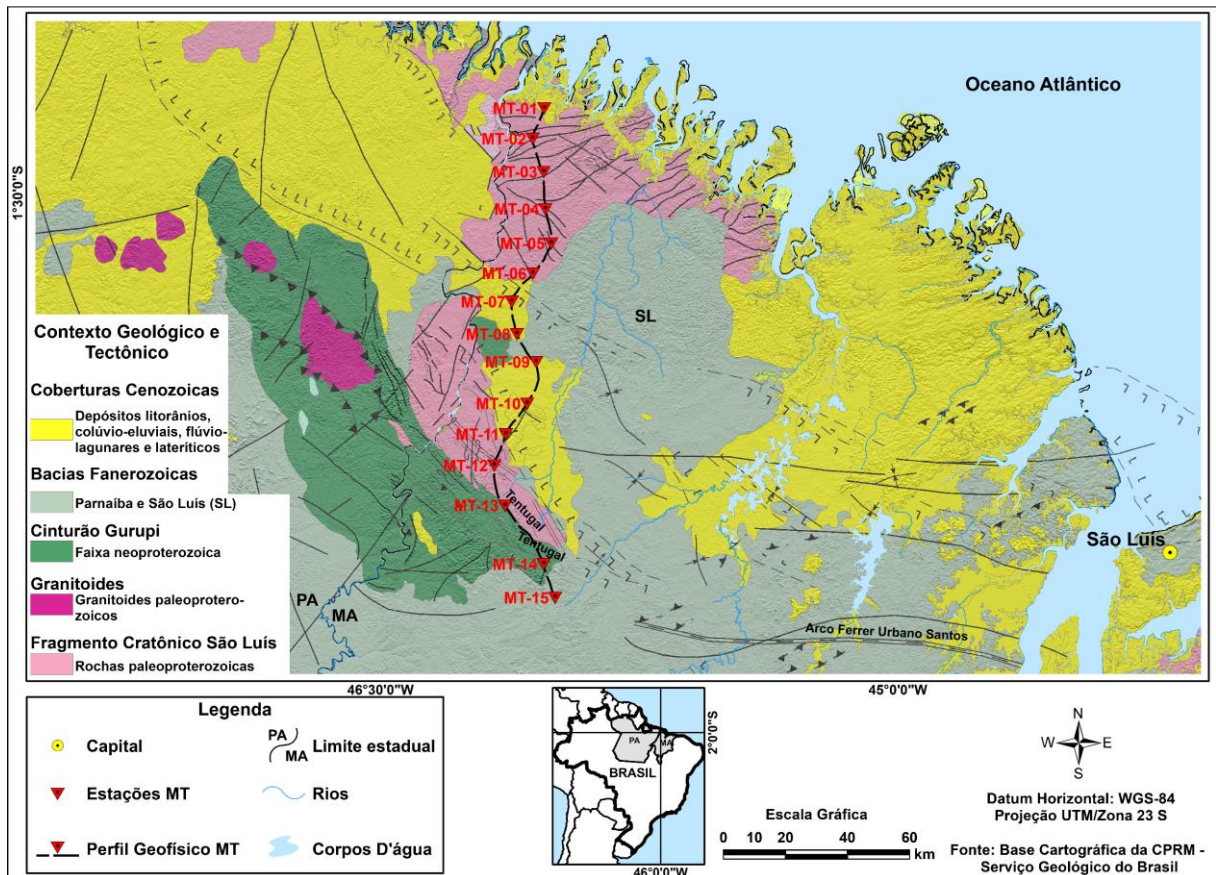 Oceano Atlântico
1°30'0"S
MT-01
MT-02
MT-03
MT-04
MT-05
MT-06
MT-07
MT-08
MT-09
MT-10
MT-11
MT-12
MT-13
MT-14
MT-15
SL
Tentugal
Tentugal
São Luís
Arco Ferrer Urbano Santos
PA
MA
Contexto Geológico e
Tectônico
Coberturas Cenozoicas
Depósitos litorânios,
colúvio-eluviais, flúvio-
lagunares e lateríticos
Bacias Fanerozoicas
Parnaíba e São Luís (SL)
Cinturão Gurupi
Faixa neoproterozoica
Granitoides
Granitoides paleoprotero-
zoicos
Fragmento Cratônico São Luís
Rochas paleoproterozoicas
46°30'0"W
45°0'0"W
Legenda
Capital
Estações MT
Perfil Geofísico MT
PA
MA
Limite estadual
Rios
Corpos D'água
PA
MA
BRASIL
2°0'0"S
46°0'0"W
Escala Gráfica
0 10 20 40 60
km
N
W E
S
Datum Horizontal: WGS-84
Projeção UTM/Zona 23 S
Fonte: Base Cartográfica da CPRM -
Serviço Geológico do Brasil